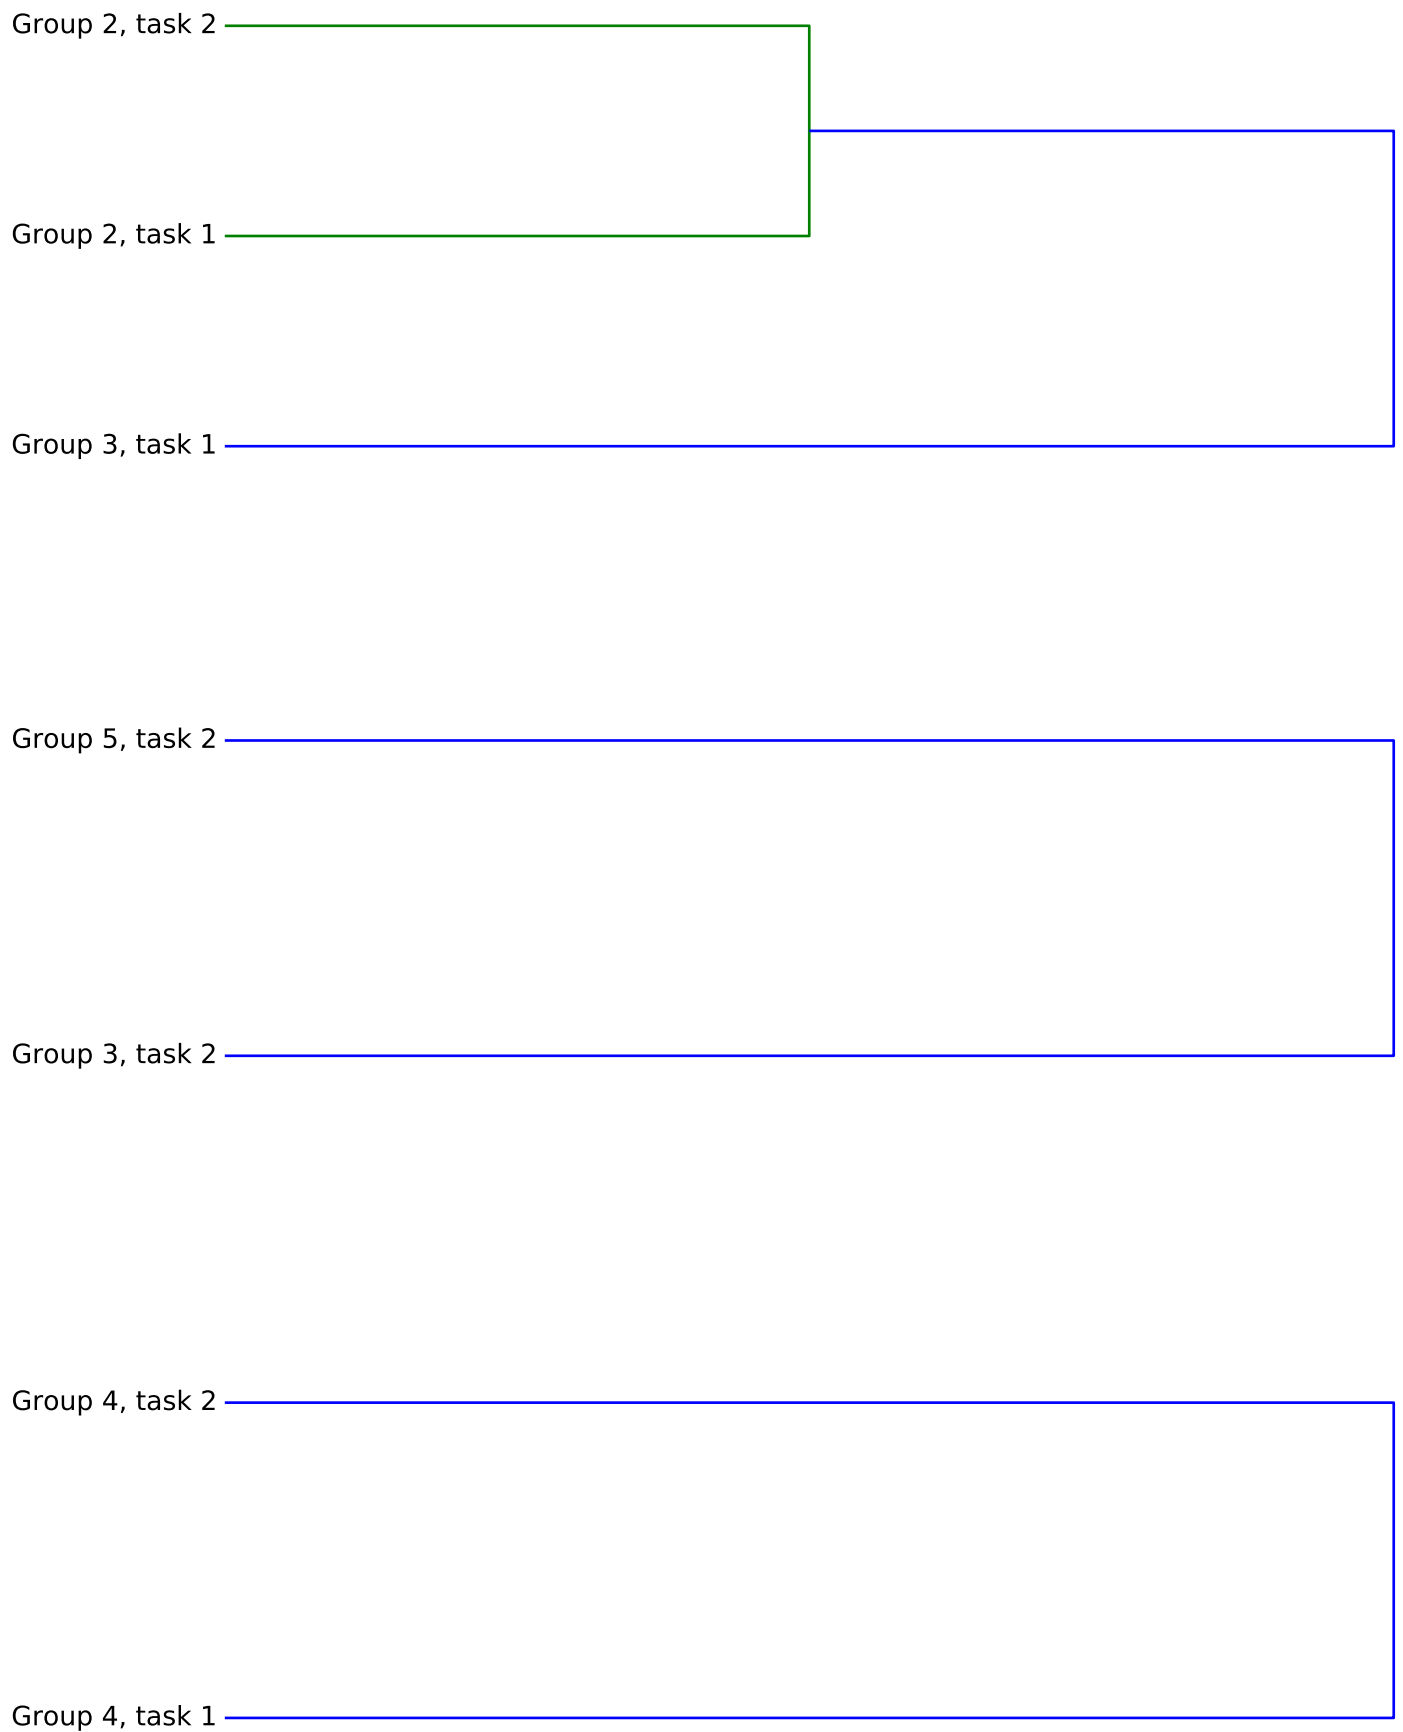 Group 2, task 2
Group 2, task 1
Group 3, task 1
Group 5, task 2
Group 3, task 2
Group 4, task 2
Group 4, task 1